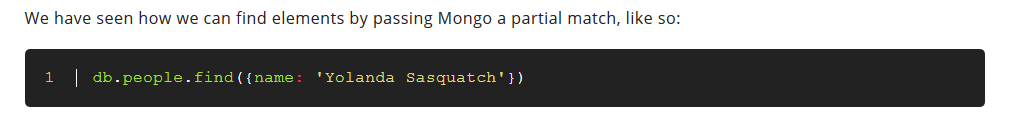 We have seen how we can find elements by passing Mongo a partial match, like so:
1 db.people.find({name: 'Yolanda Sasquatch'})